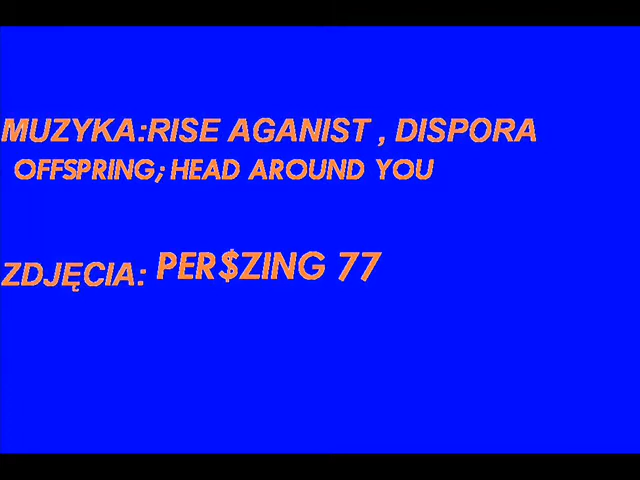 MUZYKA:RISE AGANIST , DISPORA
OFFSPRING; HEAD AROUND YOU
ZDJĘCIA: PER$ZING 77